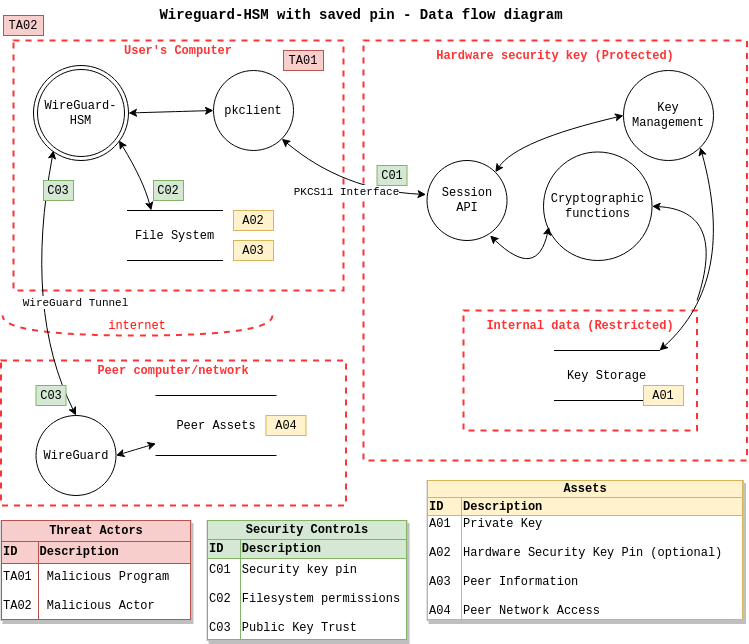 Wireguard-HSM with saved pin - Data flow diagram
TA02
User's Computer
TA01
WireGuard-
HSM
pkclient
C03
C02
File System
A02
A03
WireGuard Tunnel
internet
PKCS11 Interface
C01
Hardware security key (Protected)
Key
Management
Session
API
Cryptographic
functions
Internal data (Restricted)
Key Storage
A01
Peer computer/network
C03
Peer Assets
A04
WireGuard
Threat Actors
ID Description
TA01 Malicious Program
TA02 Malicious Actor
Security Controls
ID Description
C01 Security key pin
C02 Filesystem permissions
C03 Public Key Trust
Assets
ID Description
A01 Private Key
A02 Hardware Security Key Pin (optional)
A03 Peer Information
A04 Peer Network Access